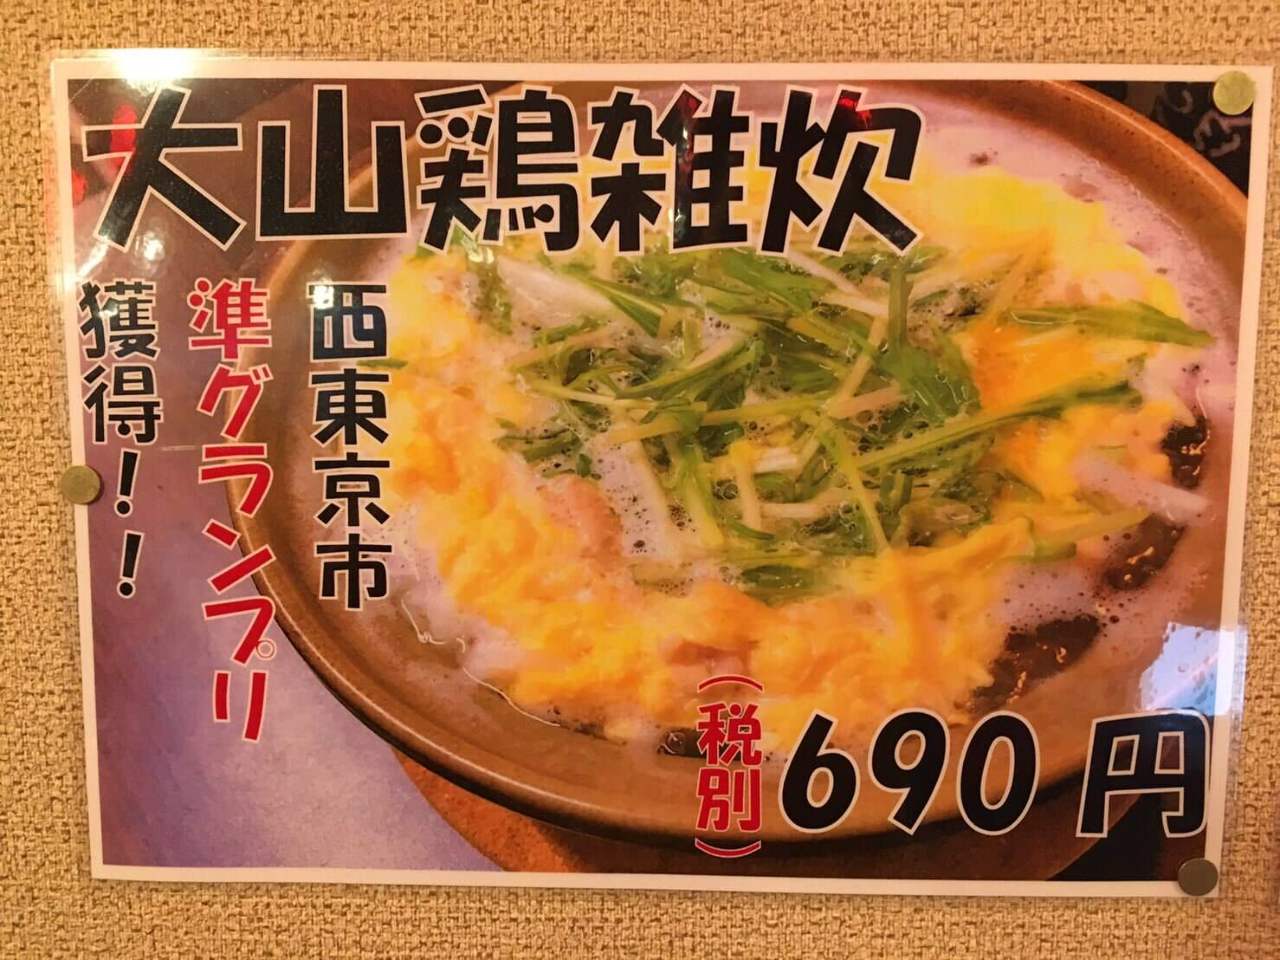 大山鶏雑炊
西東京市
準グランプリ
獲得！！
（税別）
690円